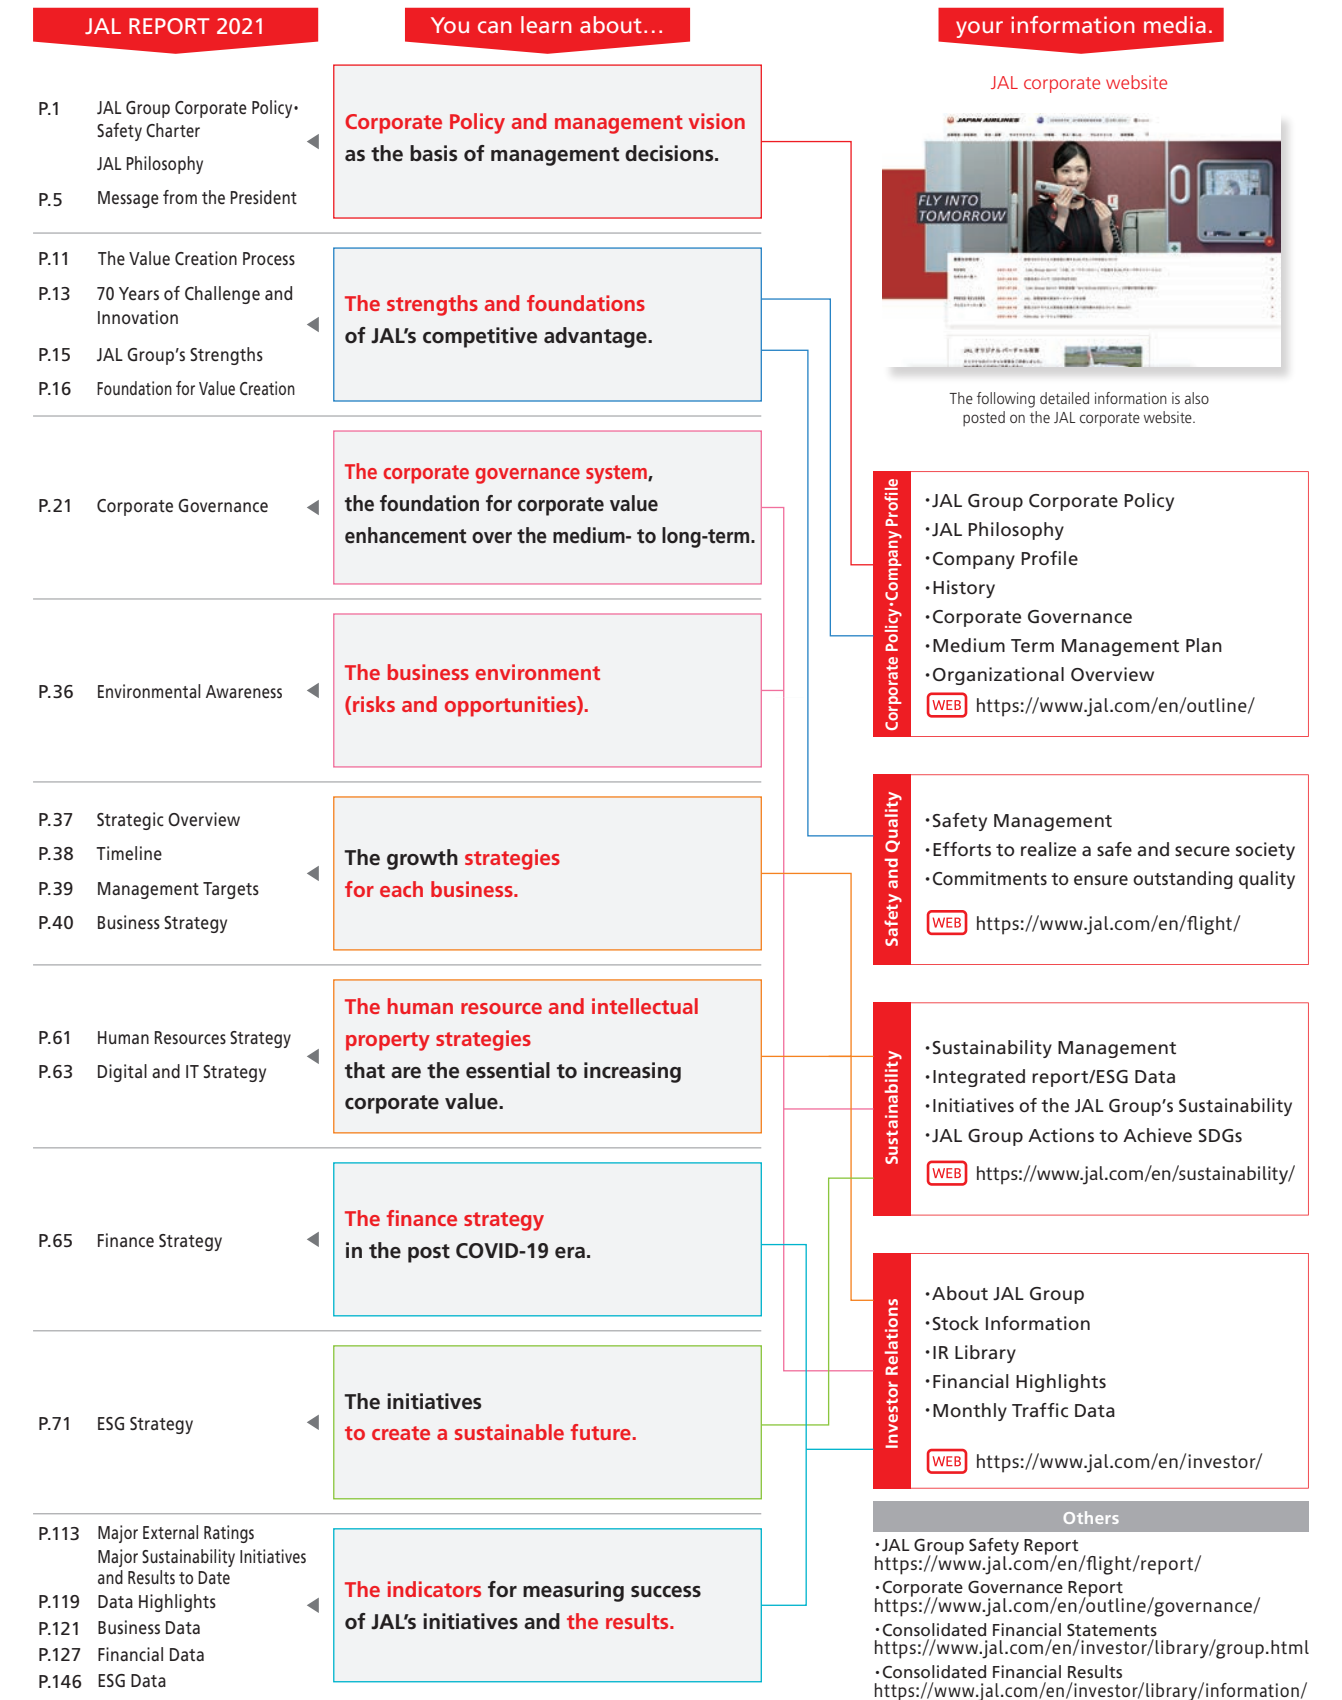 JAL REPORT 2021
You can learn about…
your information media.
P.1 JAL Group Corporate Policy・
Safety Charter
JAL Philosophy
P.5 Message from the President
Corporate Policy and management vision
as the basis of management decisions.
P.11 The Value Creation Process
P.13 70 Years of Challenge and
Innovation
P.15 JAL Group's Strengths
P.16 Foundation for Value Creation
The strengths and foundations
of JAL's competitive advantage.
P.21 Corporate Governance
The corporate governance system,
the foundation for corporate value
enhancement over the medium- to long-term.
P.36 Environmental Awareness
The business environment
(risks and opportunities).
P.37 Strategic Overview
P.38 Timeline
P.39 Management Targets
P.40 Business Strategy
The growth strategies
for each business.
P.61 Human Resources Strategy
P.63 Digital and IT Strategy
The human resource and intellectual
property strategies
that are the essential to increasing
corporate value.
P.65 Finance Strategy
The finance strategy
in the post COVID-19 era.
P.71 ESG Strategy
The initiatives
to create a sustainable future.
P.113 Major External Ratings
Major Sustainability Initiatives
and Results to Date
P.119 Data Highlights
P.121 Business Data
P.127 Financial Data
P.146 ESG Data
The indicators for measuring success
of JAL's initiatives and the results.
JAL corporate website
JAPAN AIRLINES
FLY INTO
TOMORROW
JAL オリジナル バーチャル背景
The following detailed information is also
posted on the JAL corporate website.
Corporate Policy・Company Profile
・JAL Group Corporate Policy
・JAL Philosophy
・Company Profile
・History
・Corporate Governance
・Medium Term Management Plan
・Organizational Overview
WEB https://www.jal.com/en/outline/
Safety and Quality
・Safety Management
・Efforts to realize a safe and secure society
・Commitments to ensure outstanding quality
WEB https://www.jal.com/en/flight/
Sustainability
・Sustainability Management
・Integrated report/ESG Data
・Initiatives of the JAL Group's Sustainability
・JAL Group Actions to Achieve SDGs
WEB https://www.jal.com/en/sustainability/
Investor Relations
・About JAL Group
・Stock Information
・IR Library
・Financial Highlights
・Monthly Traffic Data
WEB https://www.jal.com/en/investor/
Others
・JAL Group Safety Report
https://www.jal.com/en/flight/report/
・Corporate Governance Report
https://www.jal.com/en/outline/governance/
・Consolidated Financial Statements
https://www.jal.com/en/investor/library/group.html
・Consolidated Financial Results
https://www.jal.com/en/investor/library/information/